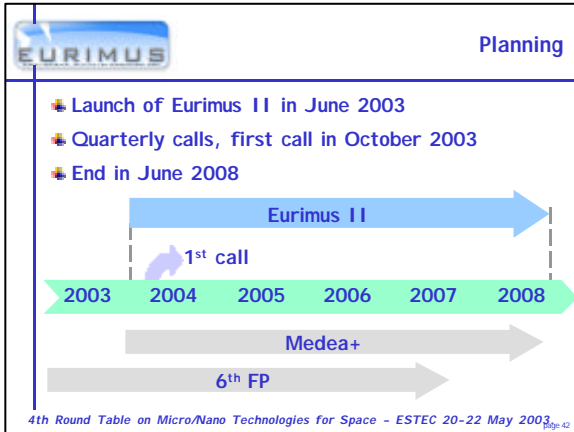 EURIMUS
Planning
Launch of Eurimus II in June 2003
Quarterly calls, first call in October 2003
End in June 2008
Eurimus II
1st call
2003 2004 2005 2006 2007 2008
Medea+
6th FP
4th Round Table on Micro/Nano Technologies for Space - ESTEC 20-22 May 2003.
page 42